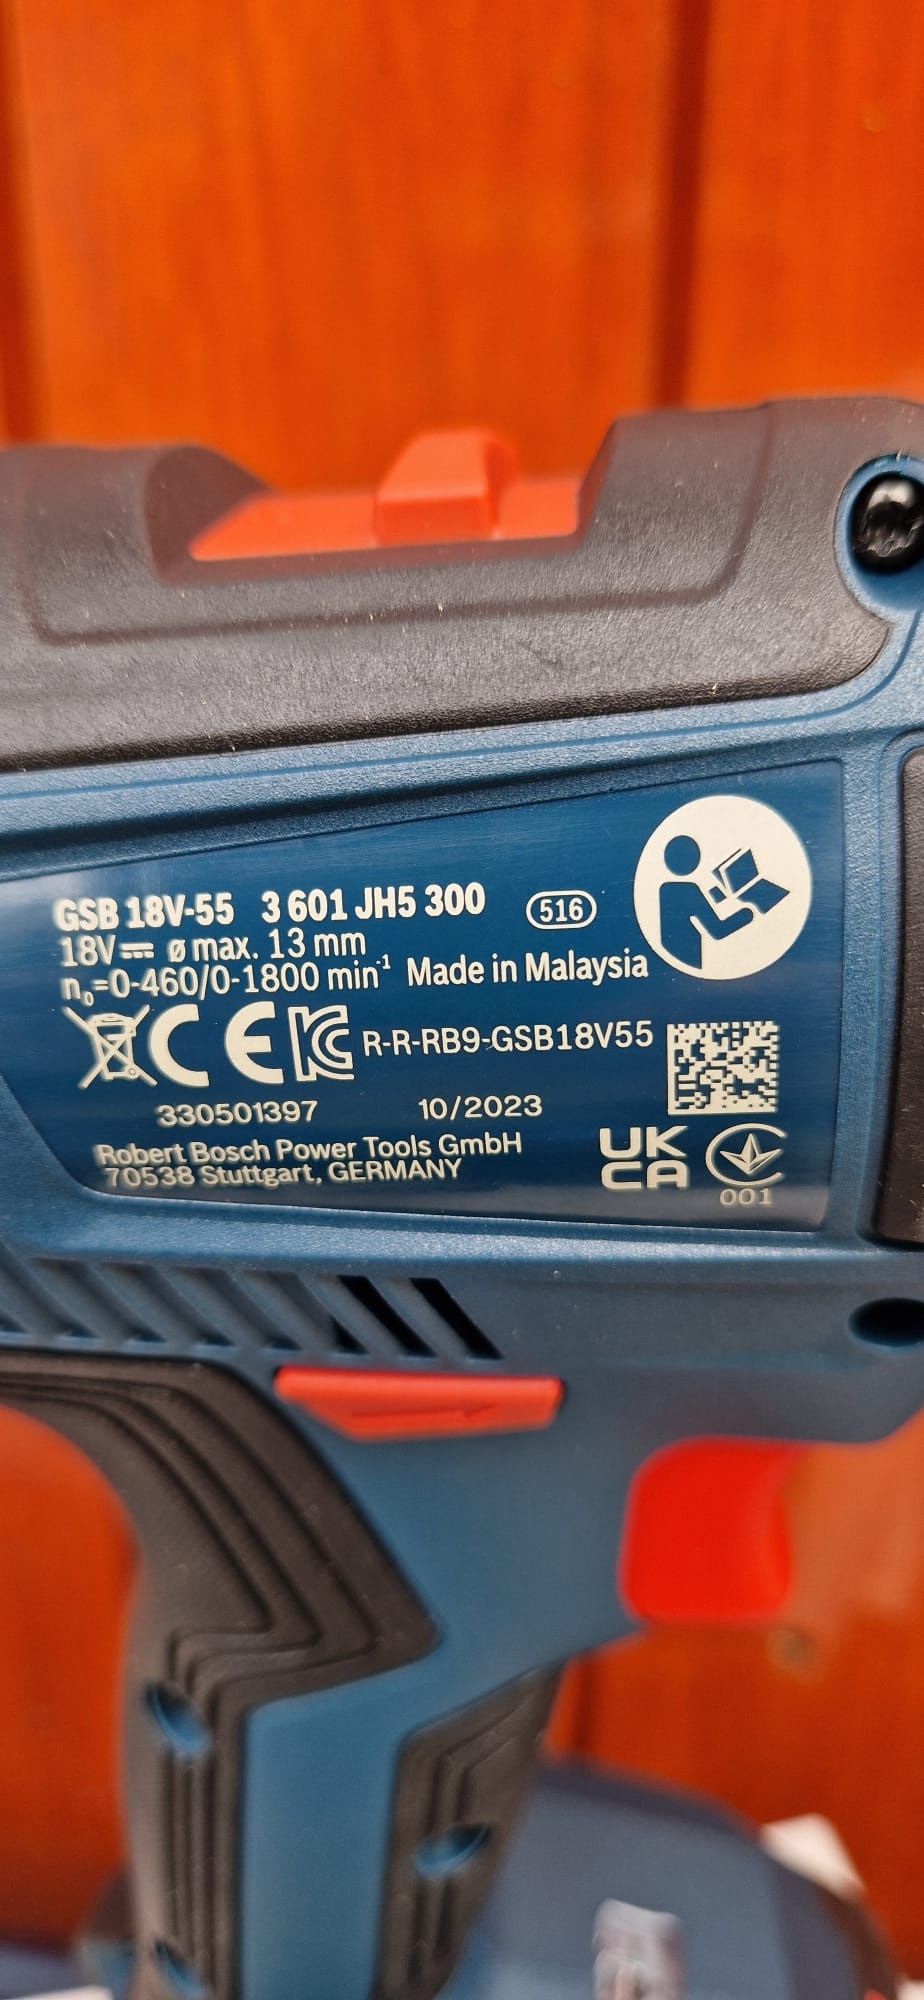 GSB 18V-55 3 601 JH5 300 516
18V⎓ ø max. 13 mm
n₀=0-460/0-1800 min⁻¹ Made in Malaysia
CE KC R-R-RB9-GSB18V55
330501397 10/2023
Robert Bosch Power Tools GmbH
70538 Stuttgart, GERMANY
UK
CA
001